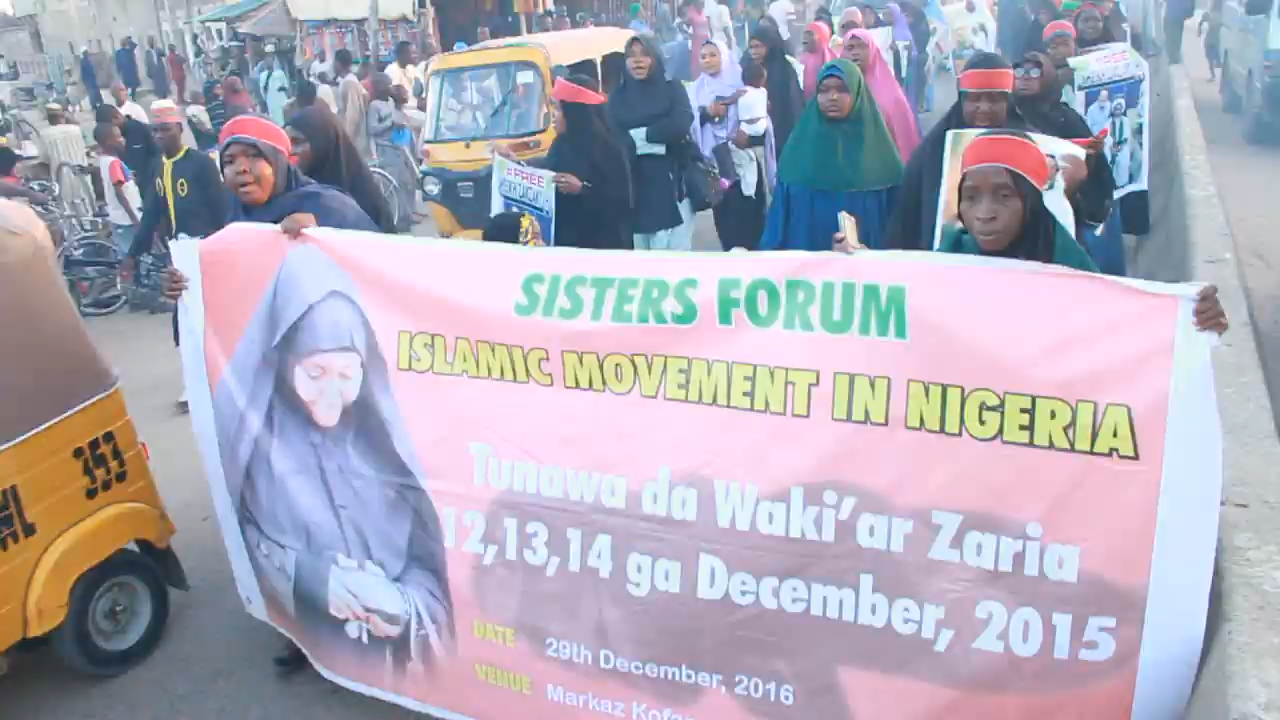 SISTERS FORUM
ISLAMIC MOVEMENT IN NIGERIA
Tunawa da Waki'ar Zaria
12,13,14 ga December, 2015
DATE 29th December, 2016
VENUE Markaz
FREE
353
FREE